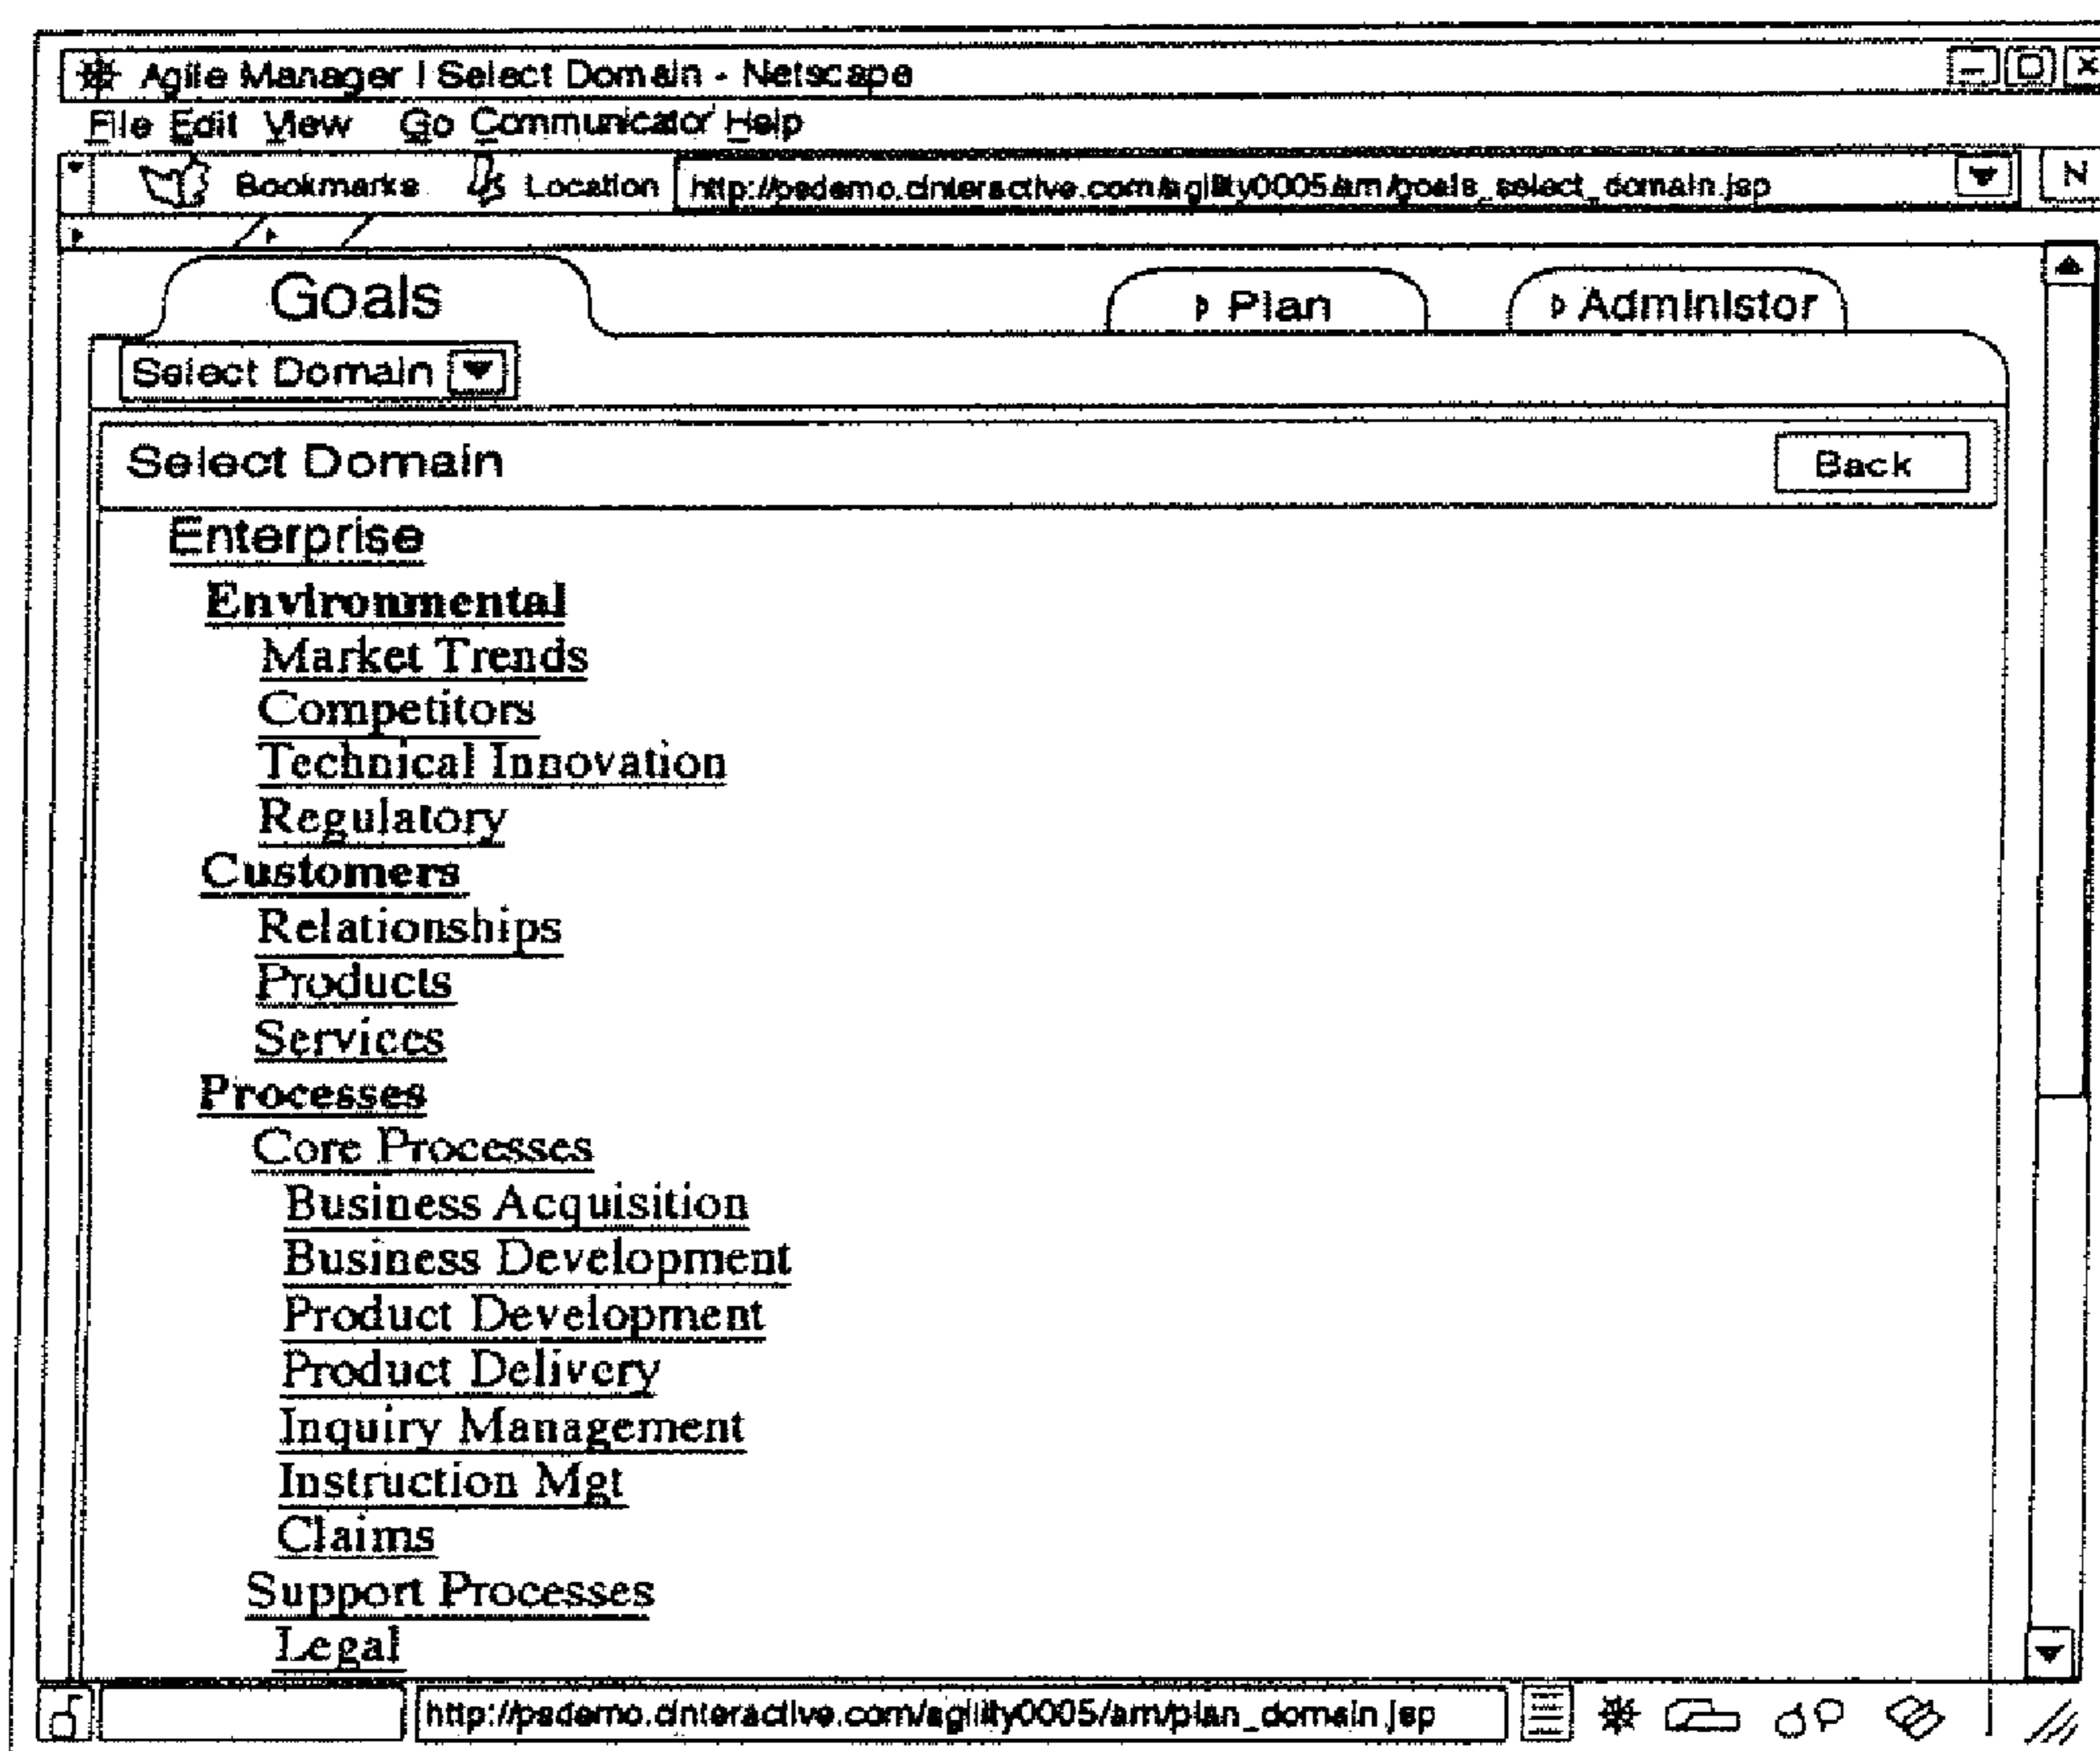 Agile Manager | Select Domain - Netscape
File Edit View Go Communicator Help
Bookmarks Location http://psdemo.cinteractive.com/agility0005/am/goals_select_domain.jsp N
Goals Plan Administor
Select Domain
Select Domain Back
Enterprise
Environmental
Market Trends
Competitors
Technical Innovation
Regulatory
Customers
Relationships
Products
Services
Processes
Core Processes
Business Acquisition
Business Development
Product Development
Product Delivery
Inquiry Management
Instruction Mgt
Claims
Support Processes
Legal
http://psdemo.cinteractive.com/agility0005/am/plan_domain.jsp